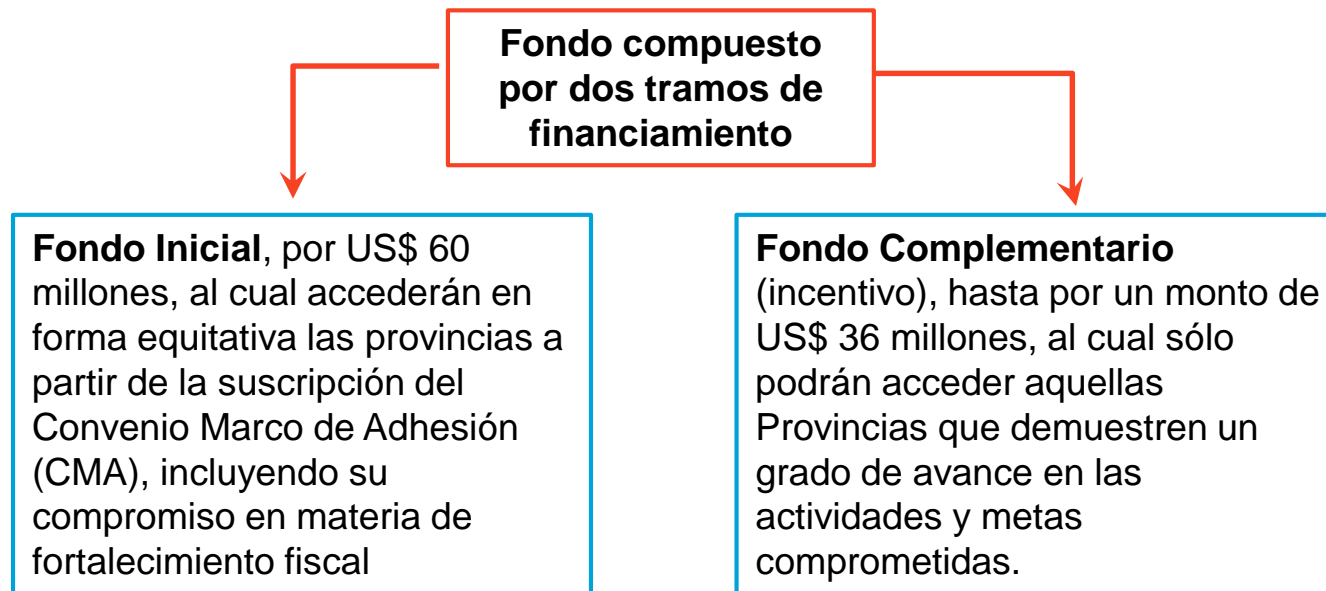 Fondo compuesto
por dos tramos de
financiamiento
Fondo Inicial, por US$ 60
millones, al cual accederán en
forma equitativa las provincias a
partir de la suscripción del
Convenio Marco de Adhesión
(CMA), incluyendo su
compromiso en materia de
fortalecimiento fiscal
Fondo Complementario
(incentivo), hasta por un monto de
US$ 36 millones, al cual sólo
podrán acceder aquellas
Provincias que demuestren un
grado de avance en las
actividades y metas
comprometidas.